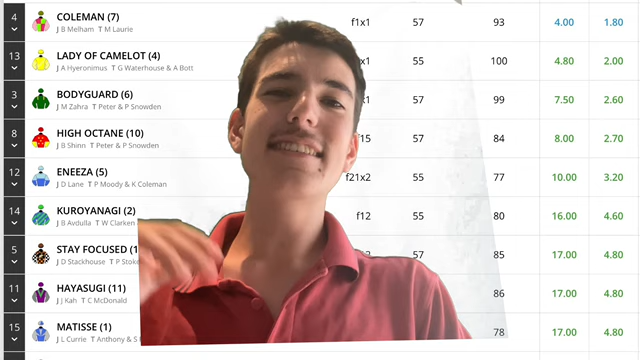 4 COLEMAN (7) f1x1 57 93 4.00 1.80
J B Melham T M Laurie
13 LADY OF CAMELOT (4) x1 55 100 4.80 2.00
J A Hyeronimus T G Waterhouse & A Bott
3 BODYGUARD (6) x1 57 99 7.50 2.60
J M Zahra T Peter & P Snowden
8 HIGH OCTANE (10) 15 57 84 8.00 2.70
J B Shinn T Peter & P Snowden
12 ENEEZA (5) f21x2 55 77 10.00 3.20
J D Lane T P Moody & K Coleman
14 KUROYANAGI (2) f12 55 80 16.00 4.60
J B Avdulla T W Clarken
5 STAY FOCUSED (1 57 85 17.00 4.80
J D Stackhouse T P Stoke
11 HAYASUGI (11) 86 17.00 4.80
J J Kah T C McDonald
15 MATISSE (1) 78 17.00 4.80
J L Currie T Anthony & S